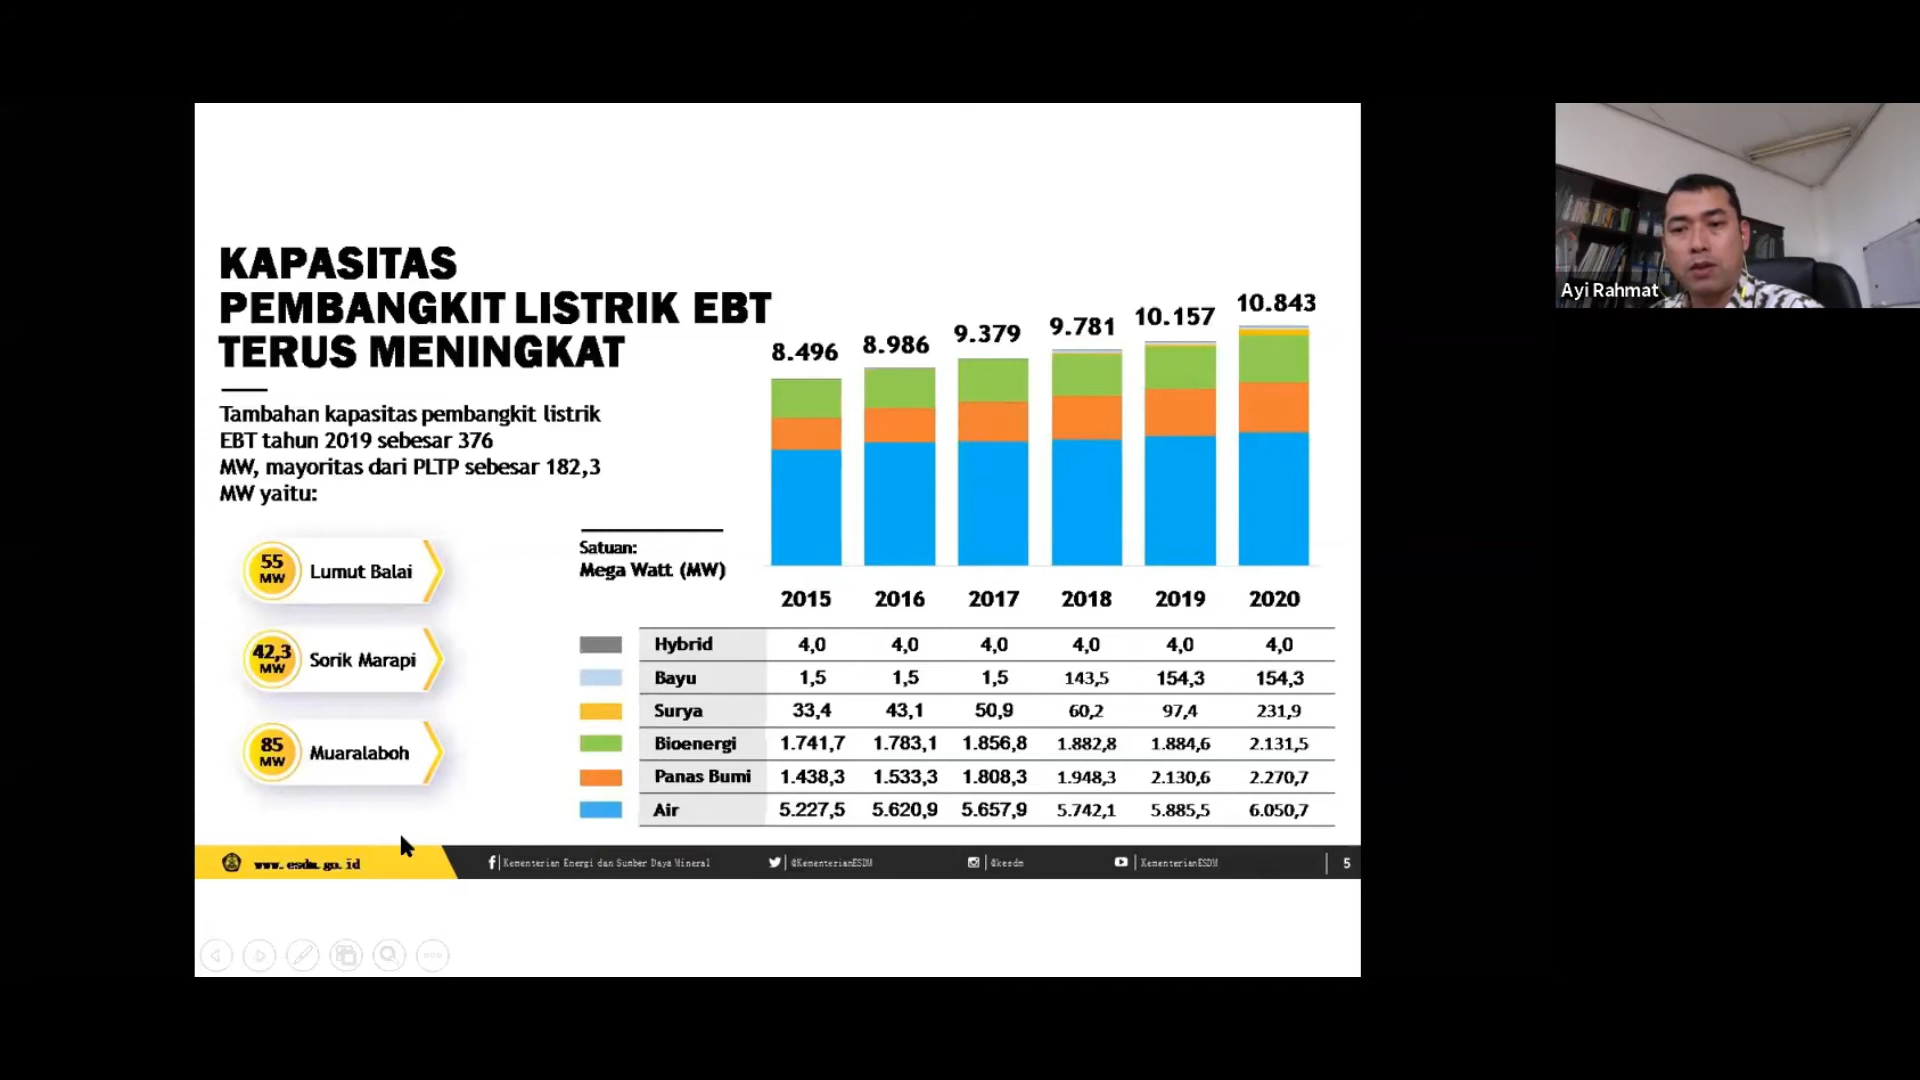 KAPASITAS
PEMBANGKIT LISTRIK EBT
TERUS MENINGKAT
Tambahan kapasitas pembangkit listrik
EBT tahun 2019 sebesar 376
MW, mayoritas dari PLTP sebesar 182,3
MW yaitu:
55
MW
Lumut Balai
42,3
MW
Sorik Marapi
85
MW
Muaralaboh
Satuan:
Mega Watt (MW)
8.496 8.986 9.379 9.781 10.157 10.843
2015 2016 2017 2018 2019 2020
Hybrid 4,0 4,0 4,0 4,0 4,0 4,0
Bayu 1,5 1,5 1,5 143,5 154,3 154,3
Surya 33,4 43,1 50,9 60,2 97,4 231,9
Bioenergi 1.741,7 1.783,1 1.856,8 1.882,8 1.884,6 2.131,5
Panas Bumi 1.438,3 1.533,3 1.808,3 1.948,3 2.130,6 2.270,7
Air 5.227,5 5.620,9 5.657,9 5.742,1 5.885,5 6.050,7
www.esdm.go.id
Kementerian Energi dan Sumber Daya Mineral
@KementerianESDM
@kesdm
KementerianESDM
5
Ayi Rahmat